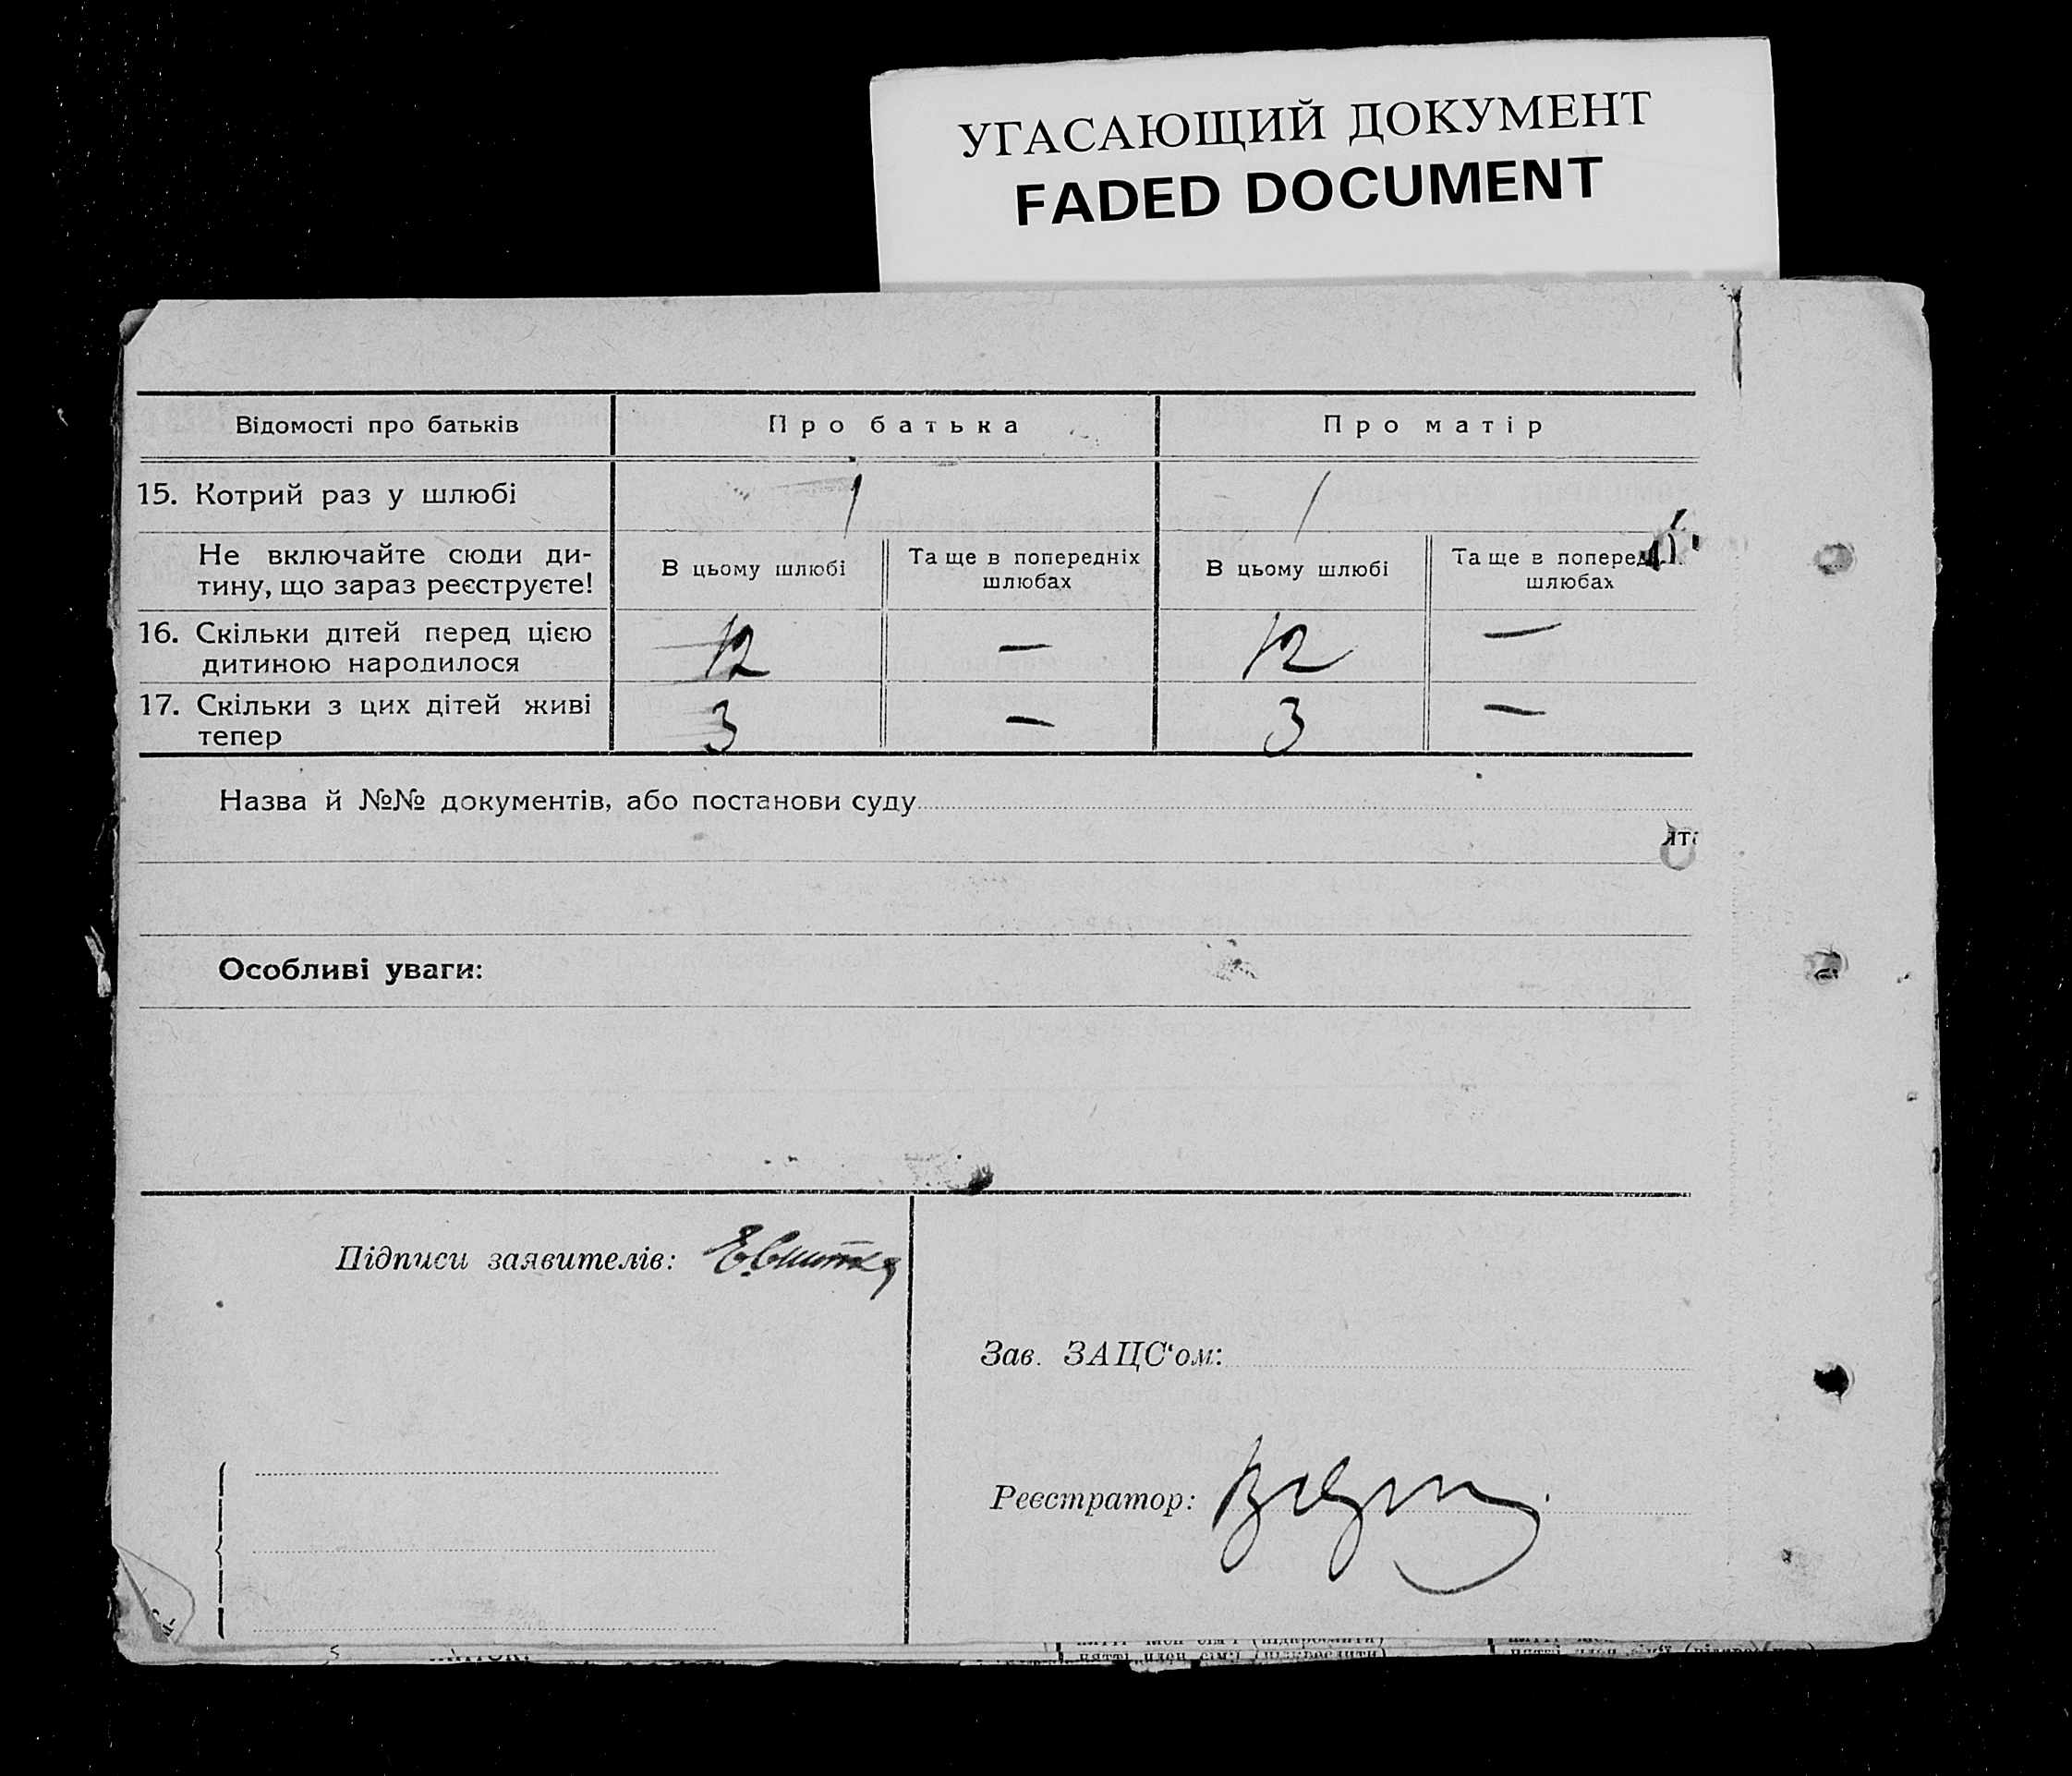 УГАСАЮЩИЙ ДОКУМЕНТ
FADED DOCUMENT
Відомості про батьків
Про батька
Про матір
15. Котрий раз у шлюбі
1
1
Не включайте сюди ди-
тину, що зараз реєструєте!
В цьому шлюбі
Та ще в попередніх
шлюбах
В цьому шлюбі
Та ще в поперед
шлюбах
16. Скільки дітей перед цією
дитиною народилося
12
—
12
—
17. Скільки з цих дітей живі
тепер
3
—
3
—
Назва й №№ документів, або постанови суду
Особливі уваги:
Підписи заявителів:
Зав. ЗАЦС‘ом:
Реєстратор: